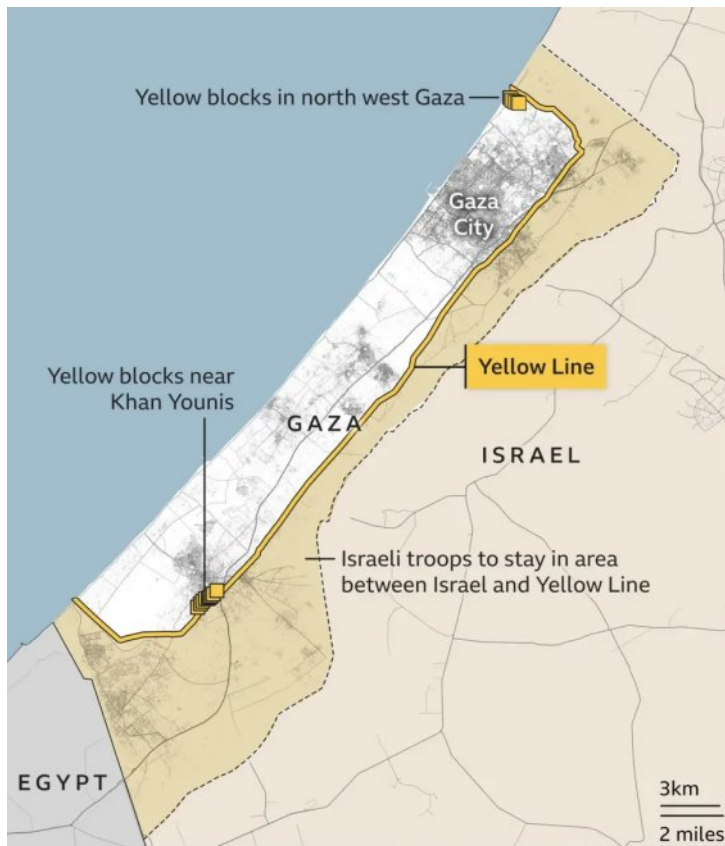 Yellow blocks in north west Gaza
Gaza
City
Yellow Line
Yellow blocks near
Khan Younis
GAZA
ISRAEL
Israeli troops to stay in area
between Israel and Yellow Line
EGYPT
3km
2 miles